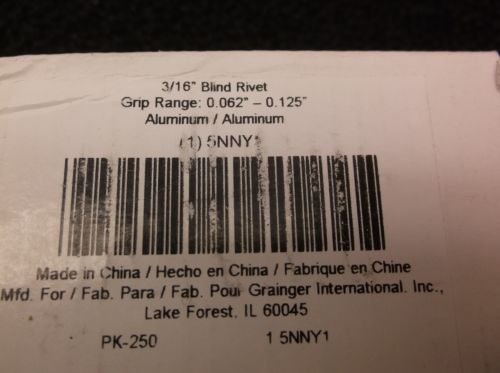 3/16" Blind Rivet
Grip Range: 0.062" – 0.125"
Aluminum / Aluminum
(1) 5NNY1
Made in China / Hecho en China / Fabrique en Chine
Mfd. For / Fab. Para / Fab. Pour Grainger International. Inc.,
Lake Forest, IL 60045
PK-250 1 5NNY1